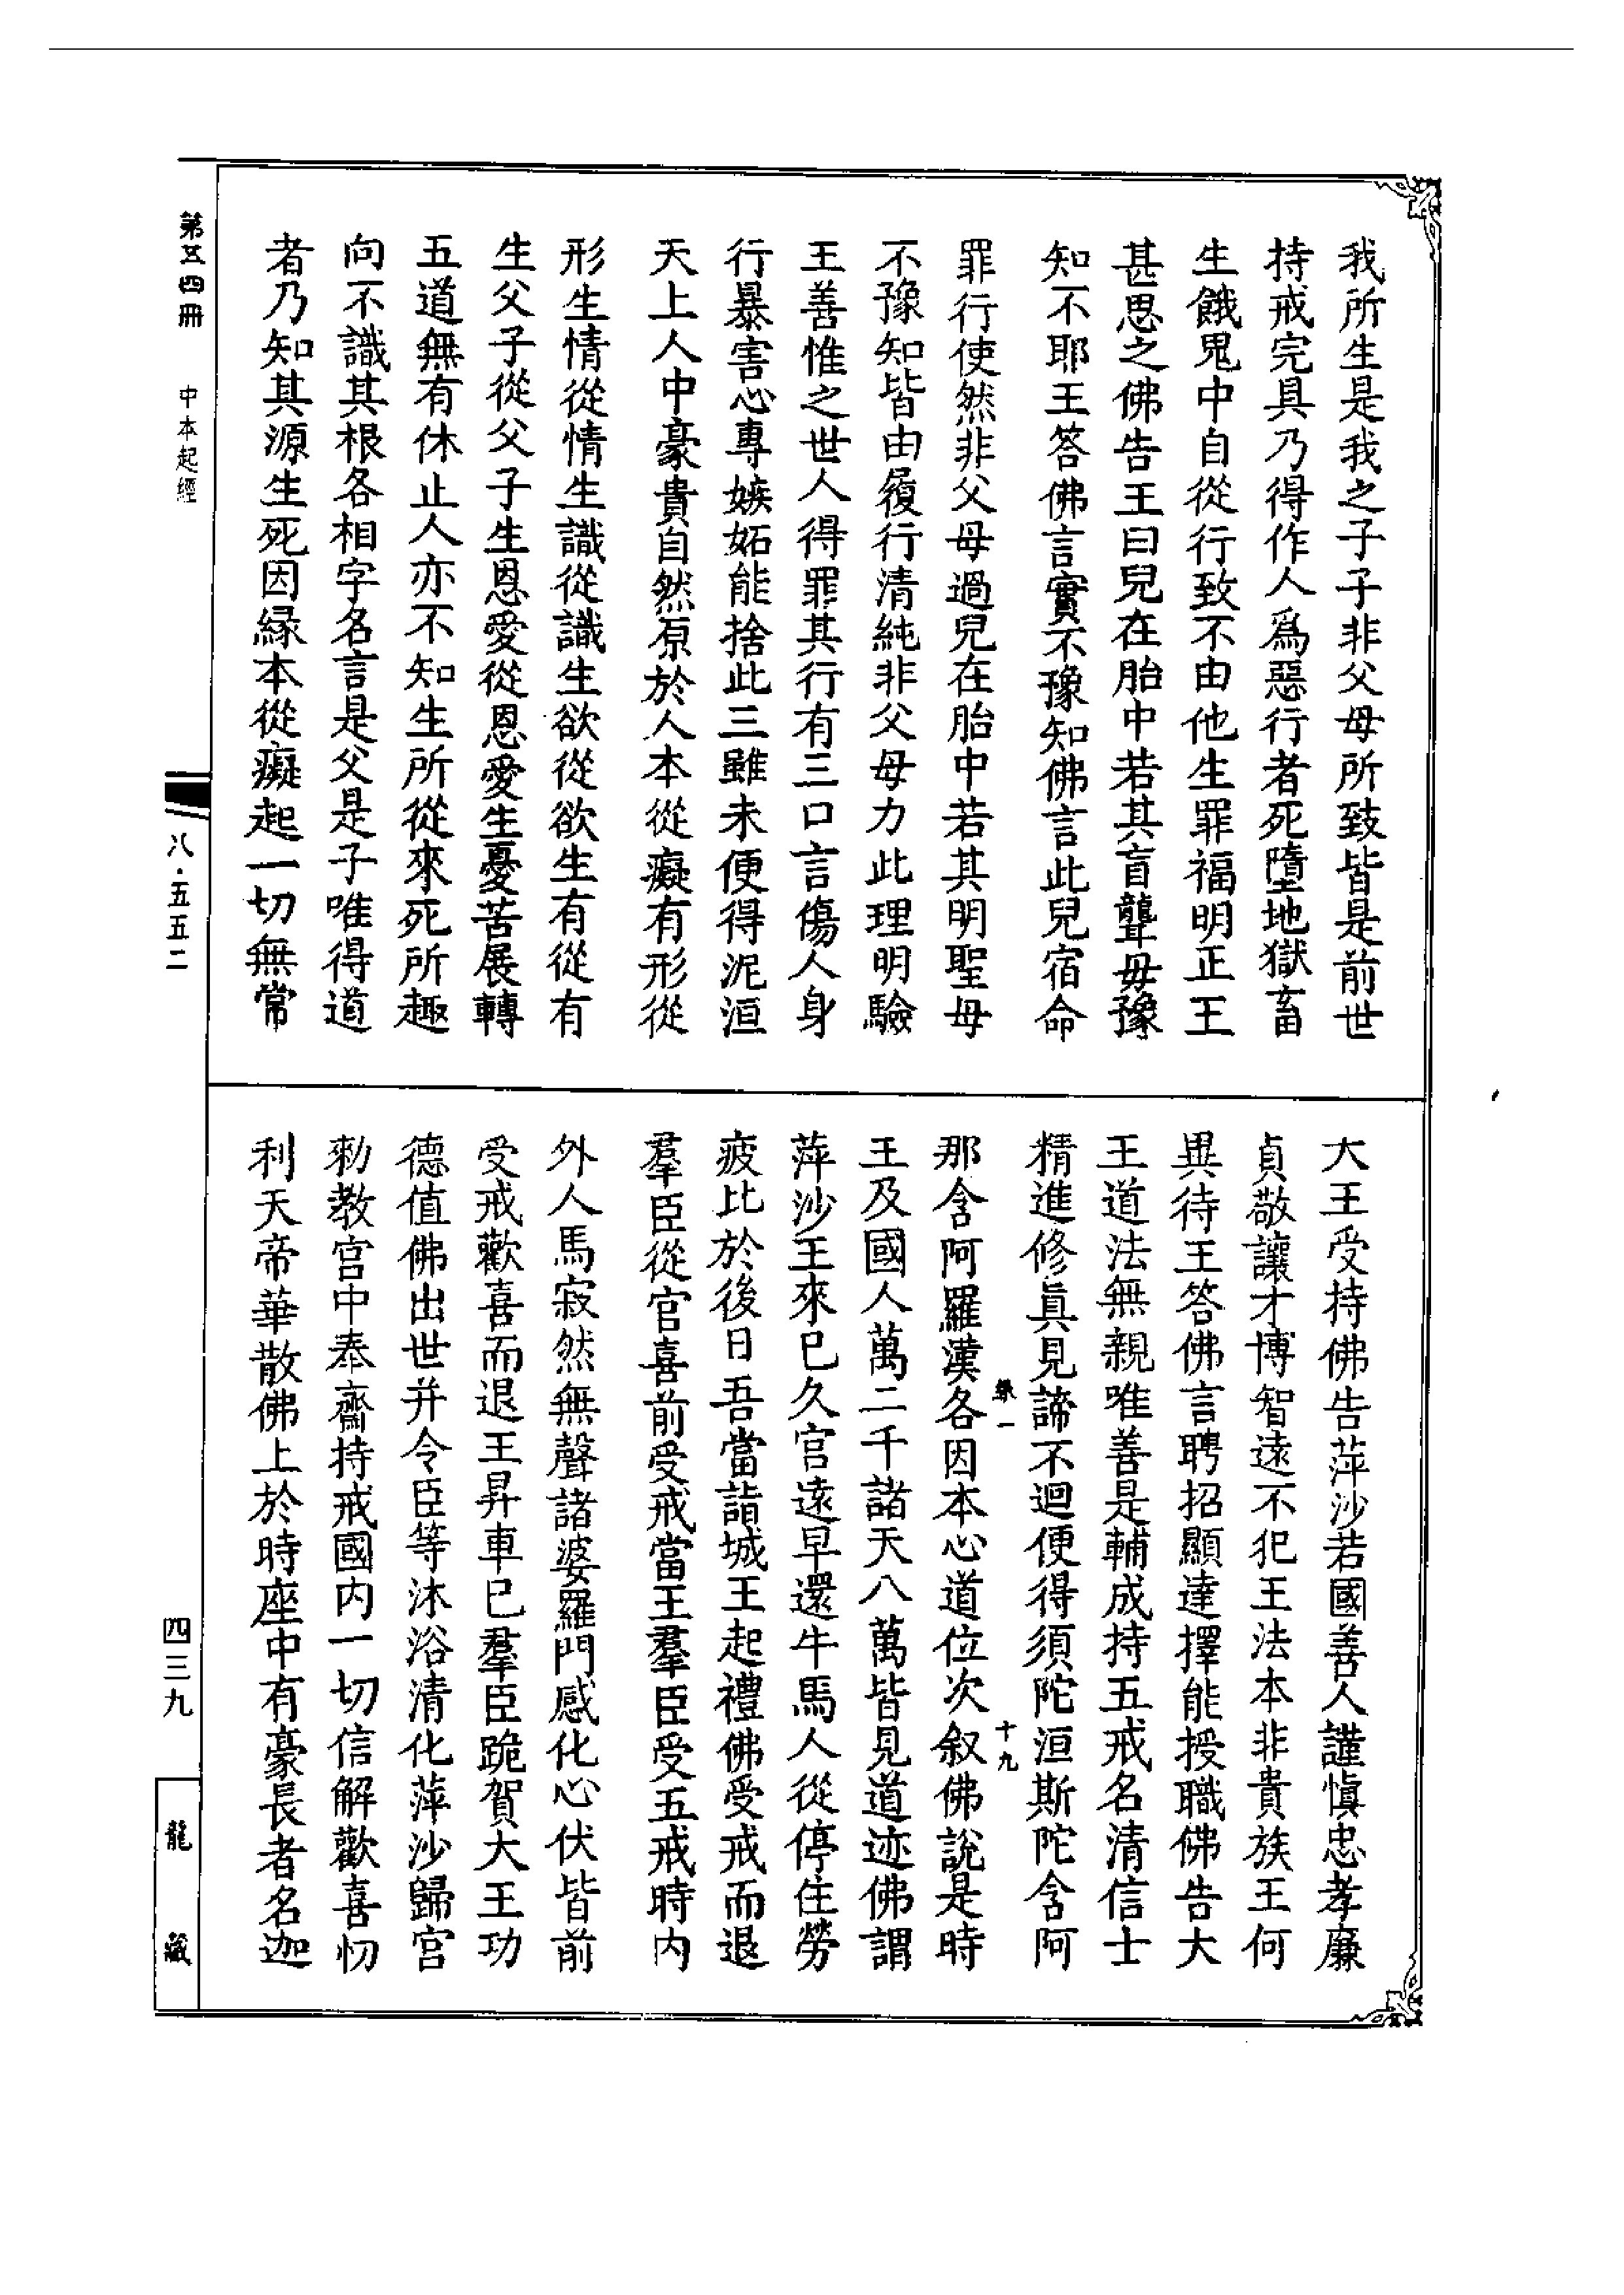 我所生是我之子子非父母所致皆是前世
持戒完具乃得作人爲惡行者死墮地獄畜
生餓鬼中自從行致不由他生罪福明正王
甚思之佛告王曰兒在胎中若其盲聾母豫
知不耶王答佛言實不豫知佛言此兒宿命
罪行使然非父母過兒在胎中若其明聖母
不豫知皆由履行清純非父母力此理明驗
王善惟之世人得罪其行有三口言傷人身
行暴害心專嫉妬能捨此三雖未便得泥洹
天上人中豪貴自然原於人本從癡有形從
形生情從情生識從識生欲從欲生有從有
生父子從父子生恩愛從恩愛生憂苦展轉
五道無有休止人亦不知生所從來死所趣
向不識其根各相字名言是父是子唯得道
者乃知其源生死因緣本從癡起一切無常
大王受持佛告蓱沙若國善人謹慎忠孝廉
貞敬讓才博智遠不犯王法本非貴族王何
異待王答佛言聘招顯達擇能授職佛告大
王道法無親唯善是輔成持五戒名清信士
精進修眞見諦不迴便得須陀洹斯陀含阿
那含阿羅漢各因本心道位次叙佛說是時
王及國人萬二千諸天八萬皆見道迹佛謂
蓱沙王來已久宮遠早還牛馬人從停住勞
疲比於後日吾當詣城王起禮佛受戒而退
羣臣從官喜前受戒當王羣臣受五戒時内
外人馬寂然無聲諸婆羅門感化心伏皆前
受戒歡喜而退王昇車已羣臣跪賀大王功
德值佛出世并令臣等沐浴清化蓱沙歸宮
勑教宮中奉齋持戒國内一切信解歡喜忉
利天帝華散佛上於時座中有豪長者名迦
十九
第五四冊
中本起經
八·五五二
四三九
龍藏